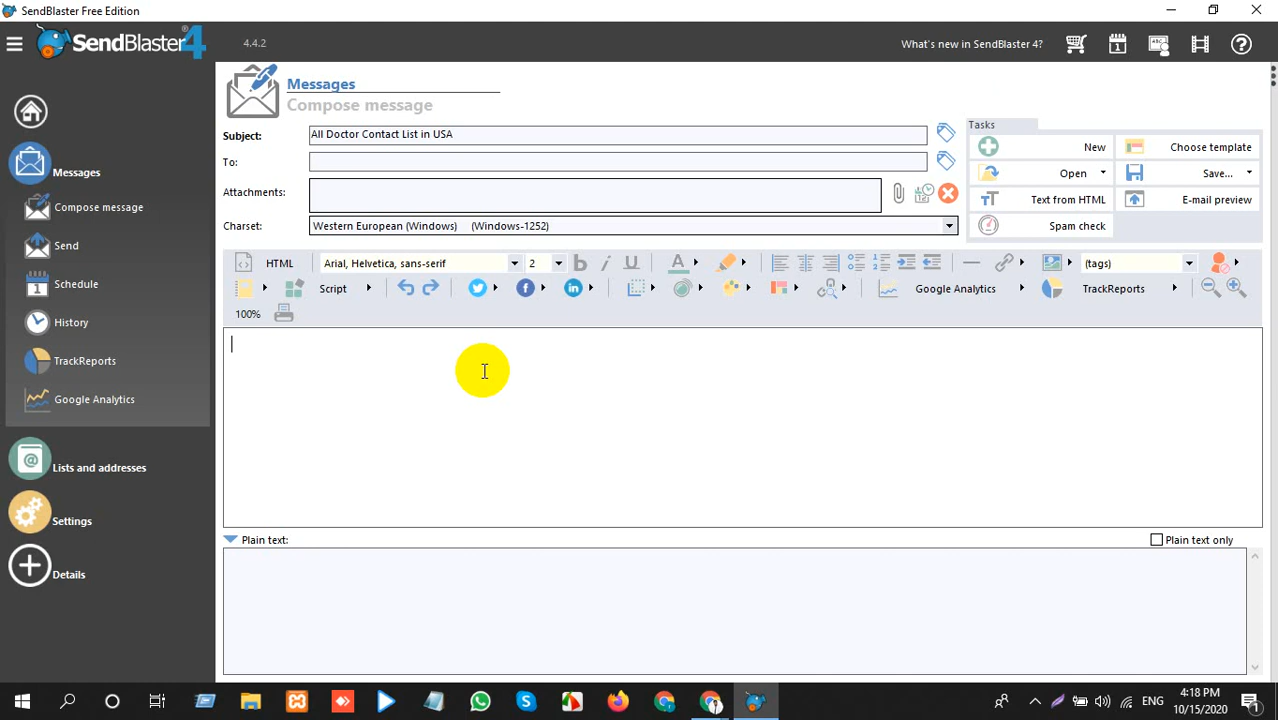 SendBlaster Free Edition
SendBlaster 4
4.4.2
What's new in SendBlaster 4?
Messages
Compose message
Subject:
All Doctor Contact List in USA
To:
Attachments:
Charset:
Western European (Windows) (Windows-1252)
Tasks
New
Choose template
Open
Save...
Text from HTML
E-mail preview
Spam check
Messages
Compose message
Send
Schedule
History
TrackReports
Google Analytics
Lists and addresses
Settings
Details
HTML
Arial, Helvetica, sans-serif
2
(tags)
Script
Google Analytics
TrackReports
100%
Plain text:
Plain text only
ENG
4:18 PM
10/15/2020